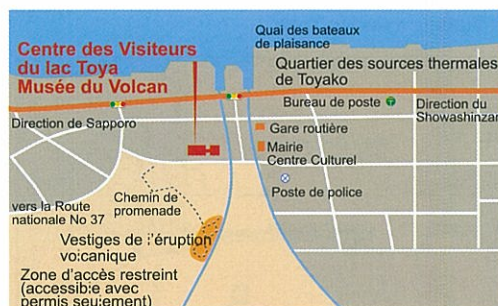 Quai des bateaux
de plaisance
Centre des Visiteurs
du lac Toya
Musée du Volcan
Quartier des sources thermales
de Toyako
Bureau de poste
Direction du
Showashinzan
Direction de Sapporo
Gare routière
Mairie
Centre Culturel
Poste de police
Chemin de
promenade
vers la Route
nationale No 37
Vestiges de l'éruption
volcanique
Zone d'accès restreint
(accessible avec
permis seulement)